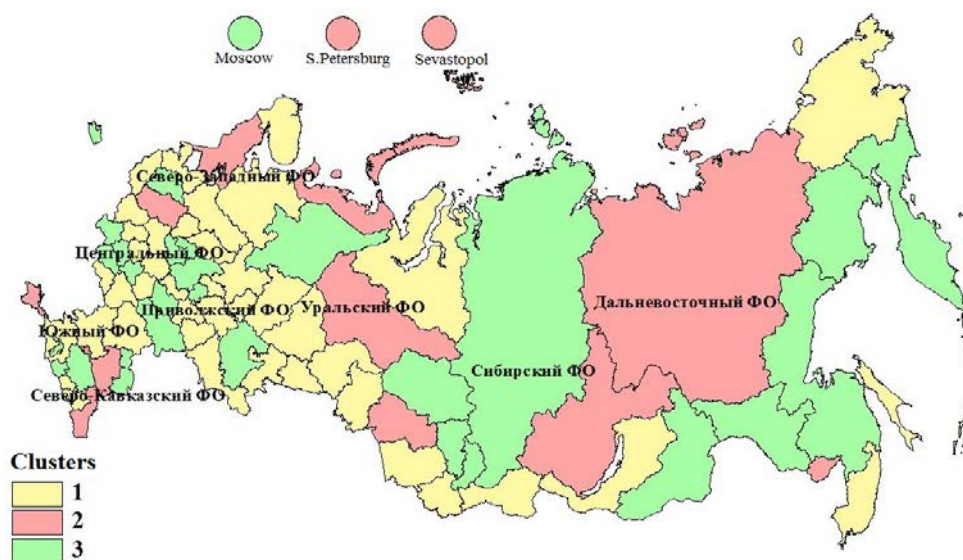 Moscow
S.Petersburg
Sevastopol
Северо-Западный ФО
Центральный ФО
Приволжский ФО
Уральский ФО
Дальневосточный ФО
Южный ФО
Сибирский ФО
Северо-Кавказский ФО
Clusters
1
2
3